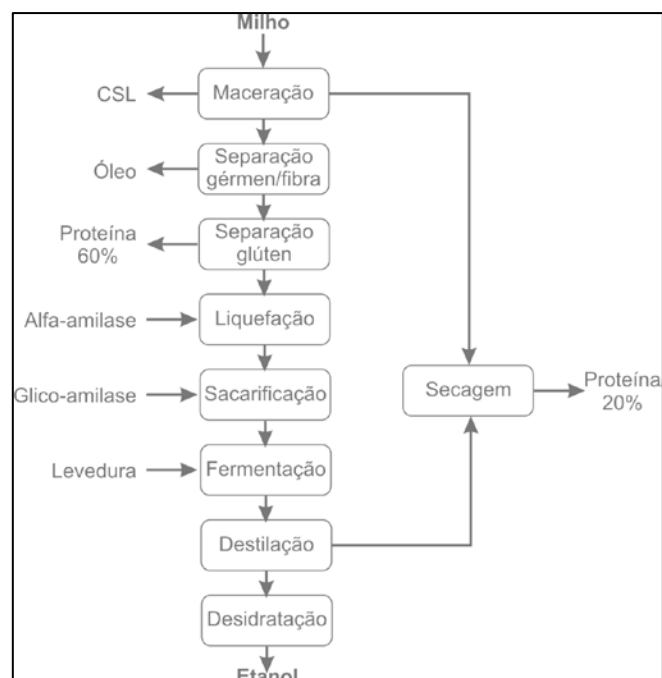 Milho
CSL
Maceração
Óleo
Separação
gérmen/fibra
Proteína
60%
Separação
glúten
Alfa-amilase
Liquefação
Glico-amilase
Sacarificação
Secagem
Proteína
20%
Levedura
Fermentação
Destilação
Desidratação
Etanol